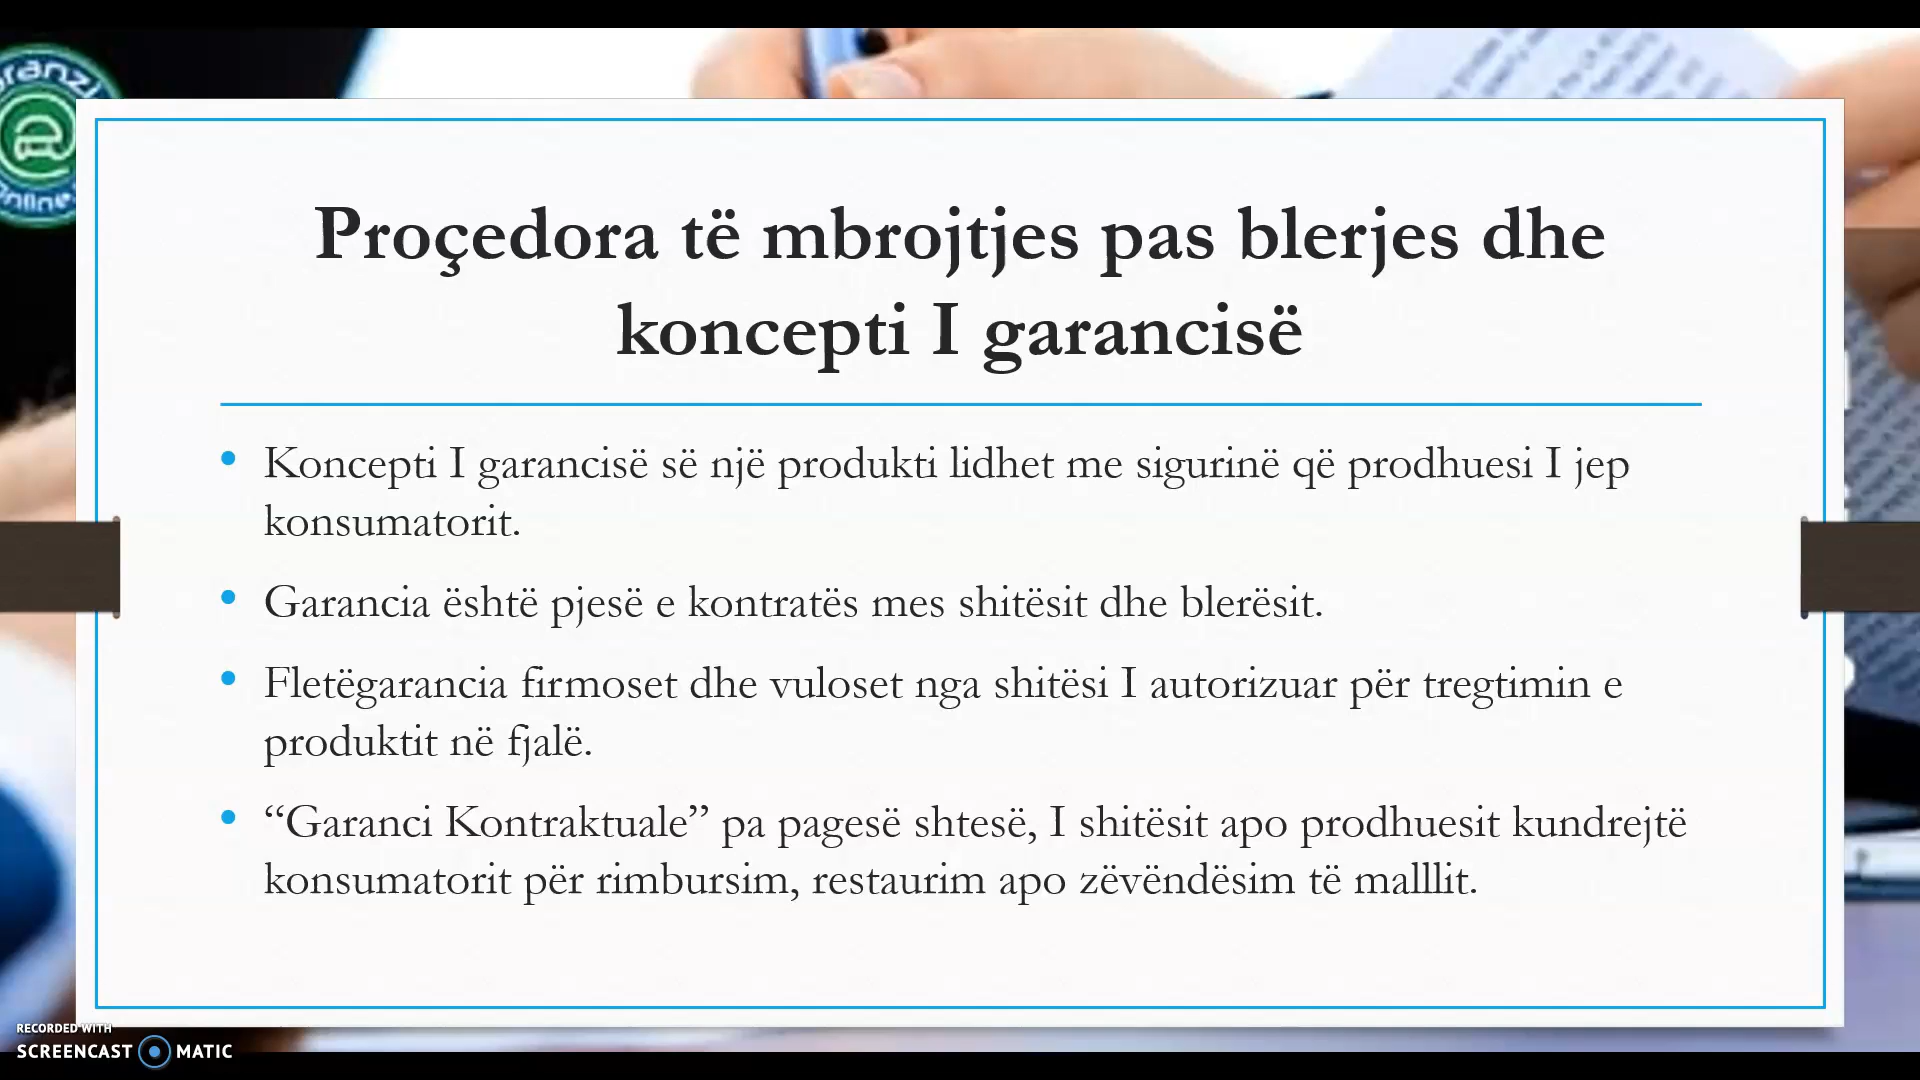 Proçedora të mbrojtjes pas blerjes dhe
koncepti I garancisë
• Koncepti I garancisë së një produkti lidhet me sigurinë që prodhuesi I jep
konsumatorit.
• Garancia është pjesë e kontratës mes shitësit dhe blerësit.
• Fletëgarancia firmoset dhe vuloset nga shitësi I autorizuar për tregtimin e
produktit në fjalë.
• “Garanci Kontraktuale” pa pagesë shtesë, I shitësit apo prodhuesit kundrejtë
konsumatorit për rimbursim, restaurim apo zëvëndësim të malllit.
RECORDED WITH
SCREENCAST MATIC